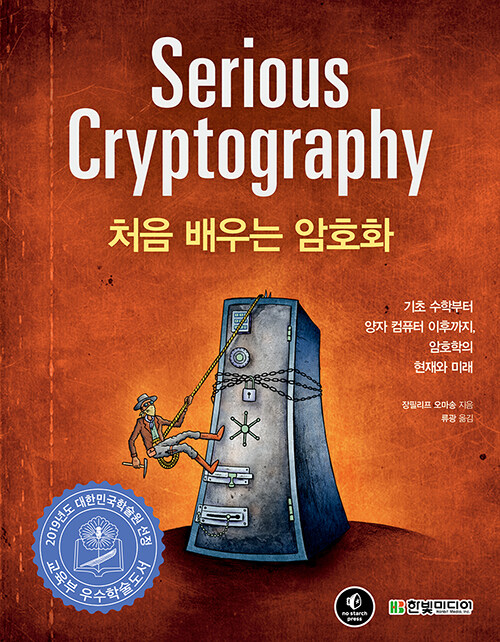 Serious
Cryptography
처음 배우는 암호화
기초 수학부터
양자 컴퓨터 이후까지,
암호학의
현재와 미래
장필리프 오마송 지음
류광 옮김
2019년도 대한민국학술원 선정
교육부 우수학술도서
no starch
press
HB 한빛미디어
Hanbit Media, Inc.